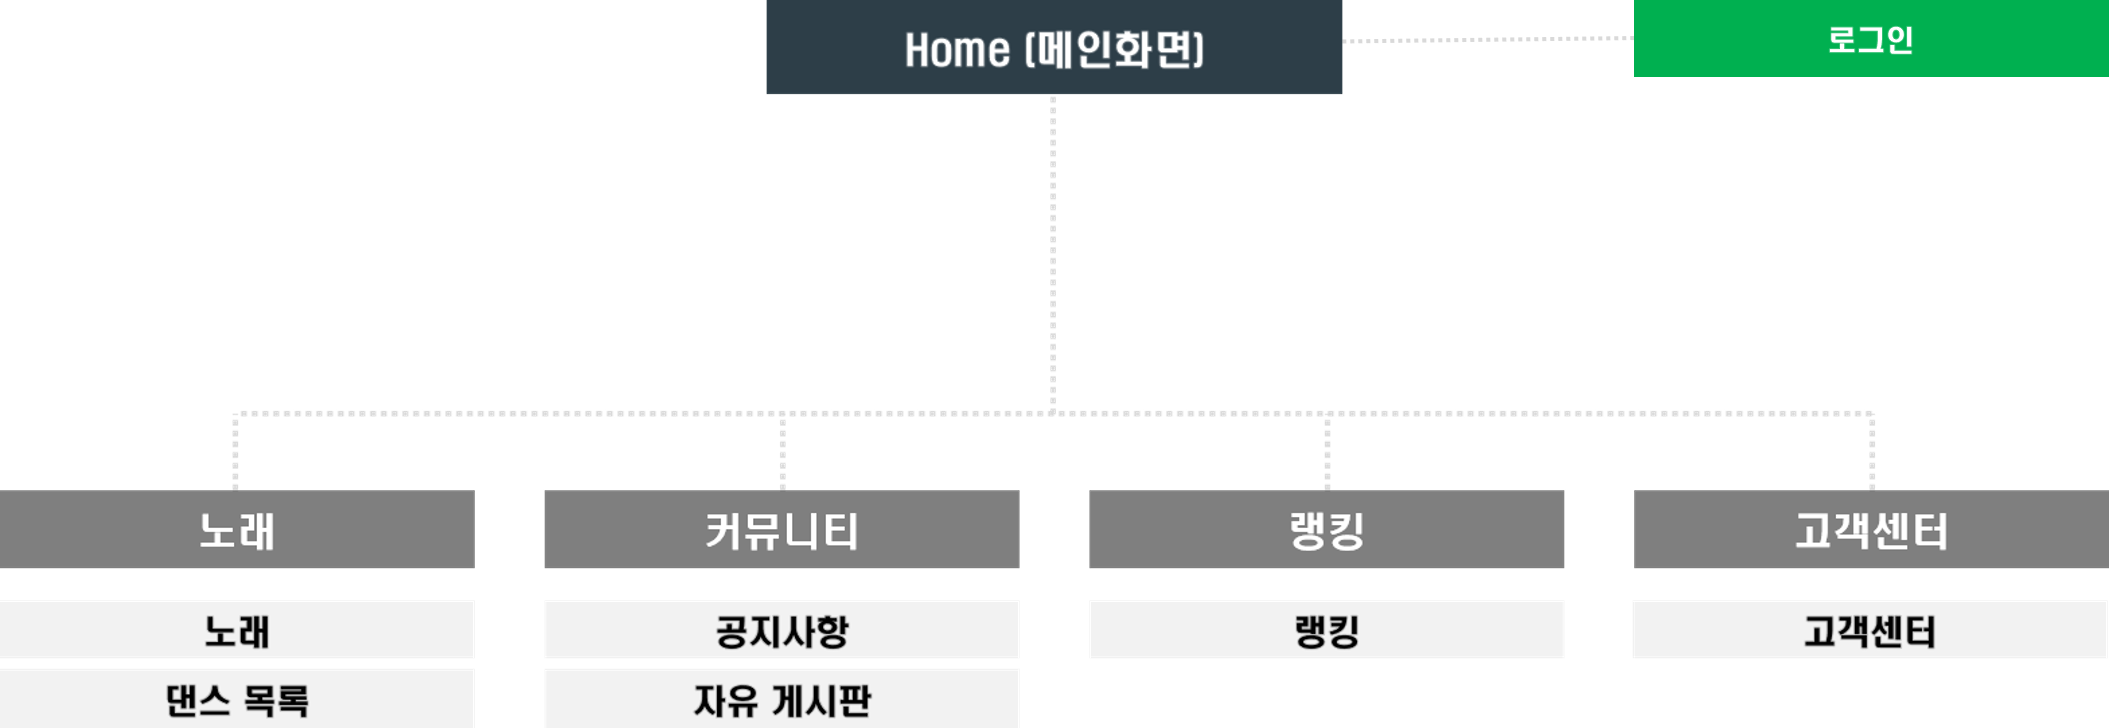 Home (메인화면)
로그인
노래
커뮤니티
랭킹
고객센터
노래
공지사항
랭킹
고객센터
댄스 목록
자유 게시판